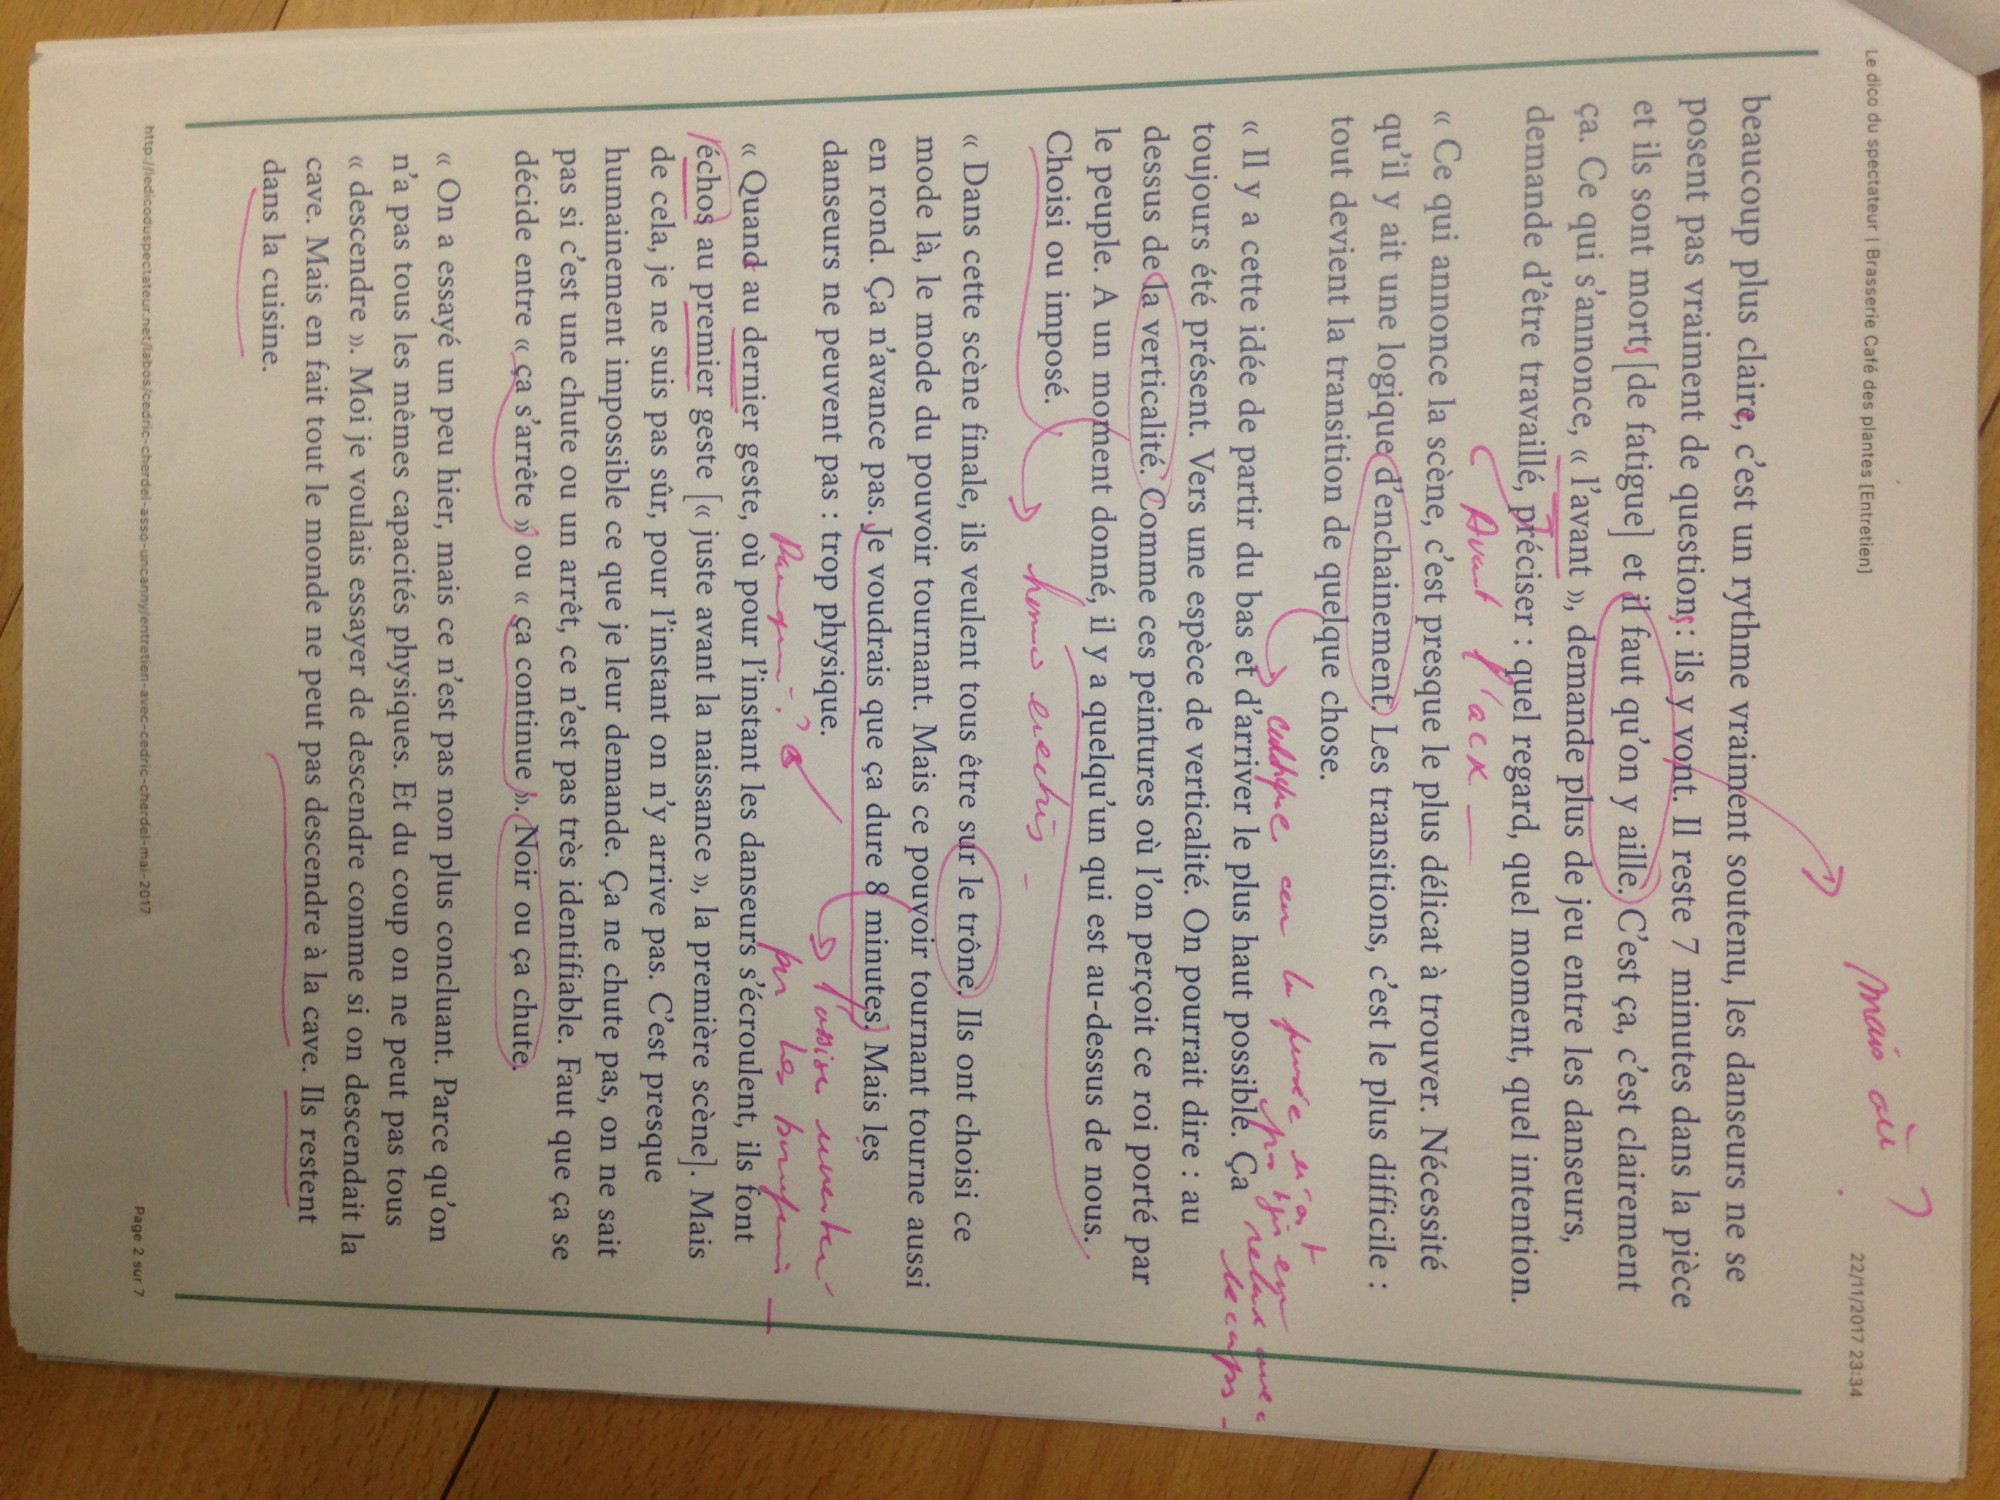 Le dico du spectateur | Brasserie Café des plantes [Entretien]
22/11/2017 23:34
Mais où ?
beaucoup plus claire, c'est un rythme vraiment soutenu, les danseurs ne se
posent pas vraiment de questions : ils y vont. Il reste 7 minutes dans la pièce
et ils sont morts [de fatigue] et il faut qu'on y aille. C'est ça, c'est clairement
ça. Ce qui s'annonce, « l'avant », demande plus de jeu entre les danseurs,
demande d'être travaillé, préciser : quel regard, quel moment, quel intention.
Avant
« Ce qui annonce la scène, c'est presque le plus délicat à trouver. Nécessité
qu'il y ait une logique d'enchainement. Les transitions, c'est le plus difficile :
tout devient la transition de quelque chose.
la pensée n'a
« Il y a cette idée de partir du bas et d'arriver le plus haut possible. Ça
toujours été présent. Vers une espèce de verticalité. On pourrait dire : au
dessus de la verticalité. Comme ces peintures où l'on perçoit ce roi porté par
le peuple. A un moment donné, il y a quelqu'un qui est au-dessus de nous.
Choisi ou imposé.
homo erectus
« Dans cette scène finale, ils veulent tous être sur le trône. Ils ont choisi ce
mode là, le mode du pouvoir tournant. Mais ce pouvoir tournant tourne aussi
en rond. Ça n'avance pas. Je voudrais que ça dure 8 minutes. Mais les
danseurs ne peuvent pas : trop physique.
Pourquoi ?
« Quand au dernier geste, où pour l'instant les danseurs s'écroulent, ils font
échos au premier geste [« juste avant la naissance », la première scène]. Mais
de cela, je ne suis pas sûr, pour l'instant on n'y arrive pas. C'est presque
humainement impossible ce que je leur demande. Ça ne chute pas, on ne sait
pas si c'est une chute ou un arrêt, ce n'est pas très identifiable. Faut que ça se
décide entre « ça s'arrête » ou « ça continue ». Noir ou ça chute.
« On a essayé un peu hier, mais ce n'est pas non plus concluant. Parce qu'on
n'a pas tous les mêmes capacités physiques. Et du coup on ne peut pas tous
« descendre ». Moi je voulais essayer de descendre comme si on descendait la
cave. Mais en fait tout le monde ne peut pas descendre à la cave. Ils restent
dans la cuisine.
http://ledicoduspectateur.net/labos/cedric-cherdel-asso-uncanny/entretien-avec-cedric-cherdel-mai-2017
Page 2 sur 7